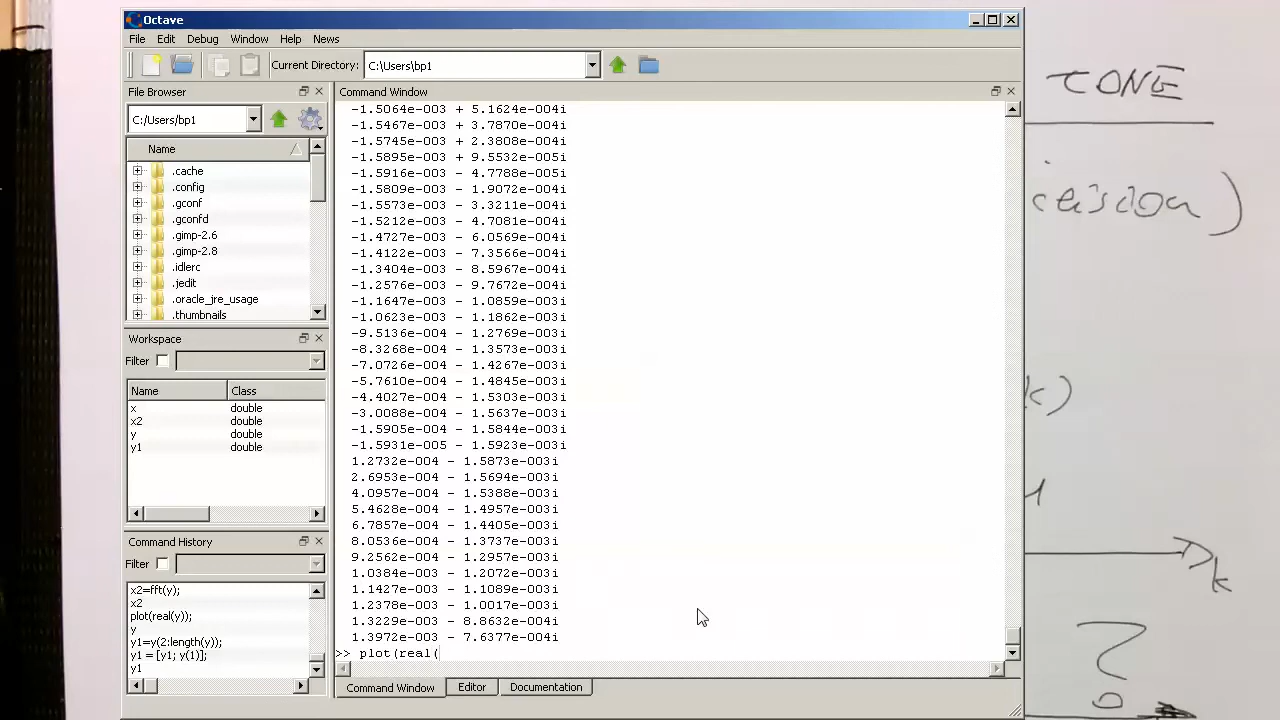 Octave
File Edit Debug Window Help News
Current Directory: C:\Users\bp1
File Browser
C:/Users/bp1
Name
.cache
.config
.gconf
.gconfd
.gimp-2.6
.gimp-2.8
.idlerc
.jedit
.oracle_jre_usage
.thumbnails
Workspace
Filter
Name Class
x double
x2 double
y double
y1 double
Command History
Filter
x2=fft(y);
x2
plot(real(y));
y
y1=y(2:length(y));
y1 = [y1; y(1)];
y1
Command Window
-1.5064e-003 + 5.1624e-004i
-1.5467e-003 + 3.7870e-004i
-1.5745e-003 + 2.3808e-004i
-1.5895e-003 + 9.5532e-005i
-1.5916e-003 - 4.7788e-005i
-1.5809e-003 - 1.9072e-004i
-1.5573e-003 - 3.3211e-004i
-1.5212e-003 - 4.7081e-004i
-1.4727e-003 - 6.0569e-004i
-1.4122e-003 - 7.3566e-004i
-1.3404e-003 - 8.5967e-004i
-1.2576e-003 - 9.7672e-004i
-1.1647e-003 - 1.0859e-003i
-1.0623e-003 - 1.1862e-003i
-9.5136e-004 - 1.2769e-003i
-8.3268e-004 - 1.3573e-003i
-7.0726e-004 - 1.4267e-003i
-5.7610e-004 - 1.4845e-003i
-4.4027e-004 - 1.5303e-003i
-3.0088e-004 - 1.5637e-003i
-1.5905e-004 - 1.5844e-003i
-1.5931e-005 - 1.5923e-003i
1.2732e-004 - 1.5873e-003i
2.6953e-004 - 1.5694e-003i
4.0957e-004 - 1.5388e-003i
5.4628e-004 - 1.4957e-003i
6.7857e-004 - 1.4405e-003i
8.0536e-004 - 1.3737e-003i
9.2562e-004 - 1.2957e-003i
1.0384e-003 - 1.2072e-003i
1.1427e-003 - 1.1089e-003i
1.2378e-003 - 1.0017e-003i
1.3229e-003 - 8.8632e-004i
1.3972e-003 - 7.6377e-004i
>> plot(real(
Command Window Editor Documentation
TONE
k)
k
?